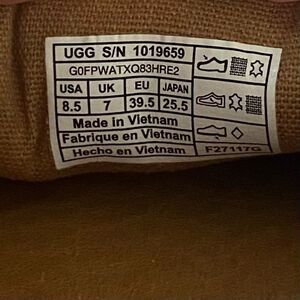 UGG S/N 1019659
G0FPWATXQ83HRE2
USA UK EU JAPAN
8.5 7 39.5 25.5
Made in Vietnam
Fabrique en Vietnam
Hecho en Vietnam
F27117G